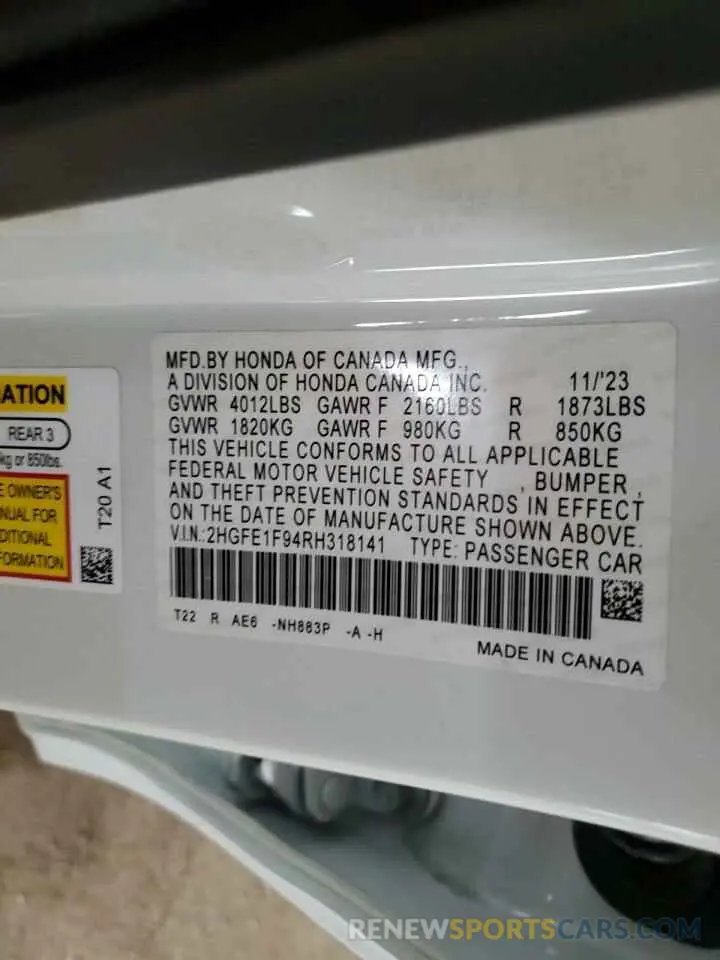 ATION
REAR 3
kg or 850lbs.
E OWNER'S
NUAL FOR
DITIONAL
FORMATION
T20 A1
MFD.BY HONDA OF CANADA MFG.,
A DIVISION OF HONDA CANADA INC. 11/'23
GVWR 4012LBS GAWR F 2160LBS R 1873LBS
GVWR 1820KG GAWR F 980KG R 850KG
THIS VEHICLE CONFORMS TO ALL APPLICABLE
FEDERAL MOTOR VEHICLE SAFETY , BUMPER ,
AND THEFT PREVENTION STANDARDS IN EFFECT
ON THE DATE OF MANUFACTURE SHOWN ABOVE.
V.I.N.: 2HGFE1F94RH318141 TYPE: PASSENGER CAR
T22 R AE6 -NH883P -A -H
MADE IN CANADA
RENEWSPORTSCARS.COM